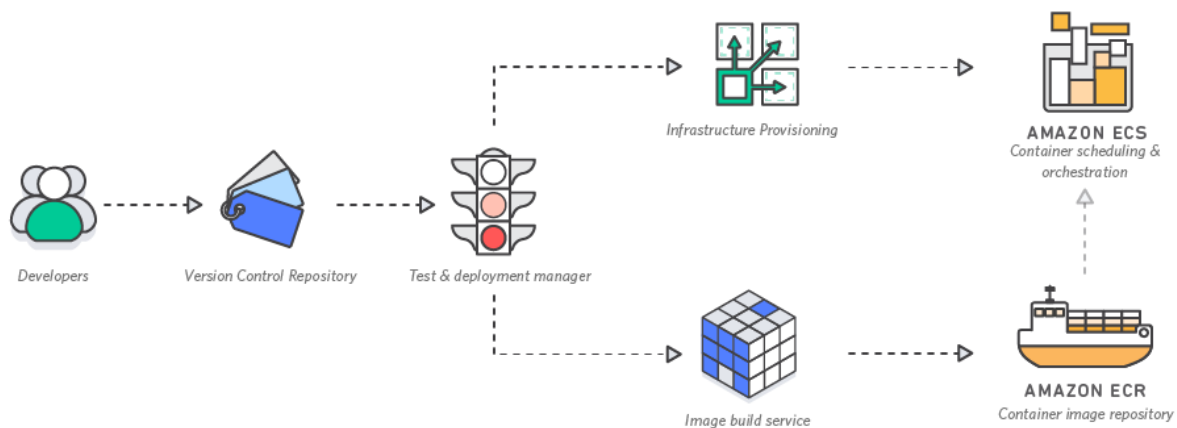 Infrastructure Provisioning
AMAZON ECS
Container scheduling &
orchestration
Developers
Version Control Repository
Test & deployment manager
Image build service
AMAZON ECR
Container image repository